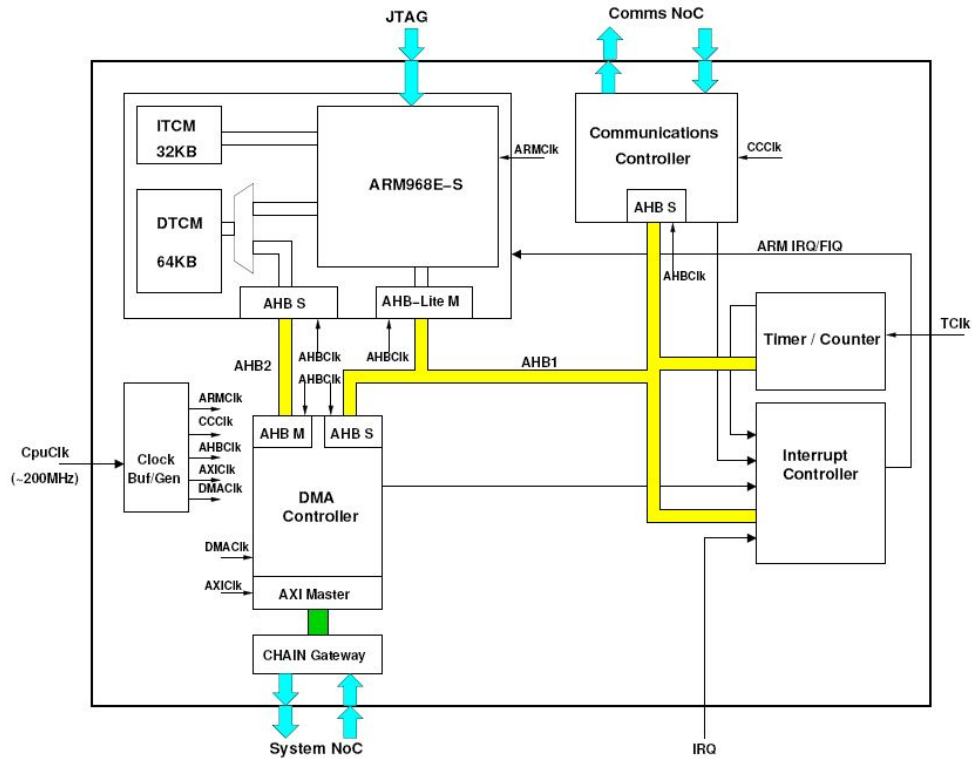 JTAG
Comms NoC
ITCM
32KB
DTCM
64KB
ARM968E–S
ARMClk
Communications
Controller
CCClk
AHB S
AHBClk
ARM IRQ/FIQ
AHB S
AHB–Lite M
AHBClk
AHBClk
AHBClk
AHB2
AHB1
Timer / Counter
TClk
CpuClk
(~200MHz)
Clock
Buf/Gen
ARMClk
CCClk
AHBClk
AXIClk
DMAClk
AHB M
AHB S
DMA
Controller
DMAClk
AXIClk
AXI Master
CHAIN Gateway
Interrupt
Controller
System NoC
IRQ